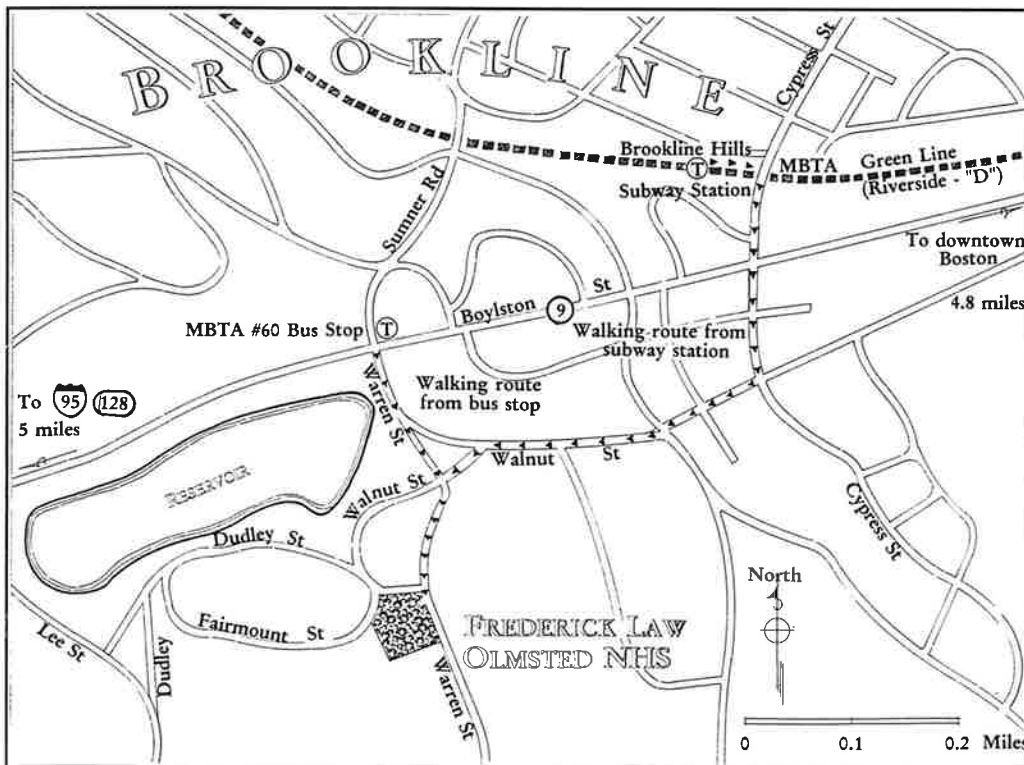 BROOKLINE
Cypress St
Brookline Hills
T
Subway Station
MBTA
Green Line
(Riverside - "D")
Sumner Rd
To downtown
Boston
4.8 miles
Boylston
9
St
MBTA #60 Bus Stop
T
Walking route from
subway station
Walking route
from bus stop
Warren St
To 95 128
5 miles
RESERVOIR
Walnut
St
Walnut St
Cypress St
Dudley St
Fairmount St
Lee St
Dudley
FREDERICK LAW
OLMSTED NHS
Warren St
North
0 0.1 0.2 Miles